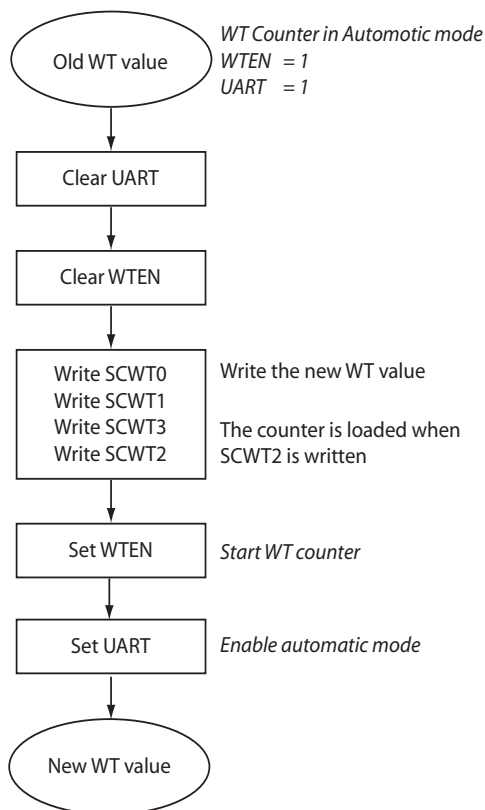 WT Counter in Automotic mode
Old WT value
WTEN = 1
UART = 1
Clear UART
Clear WTEN
Write SCWT0
Write the new WT value
Write SCWT1
Write SCWT3
The counter is loaded when
Write SCWT2
SCWT2 is written
Set WTEN
Start WT counter
Set UART
Enable automatic mode
New WT value